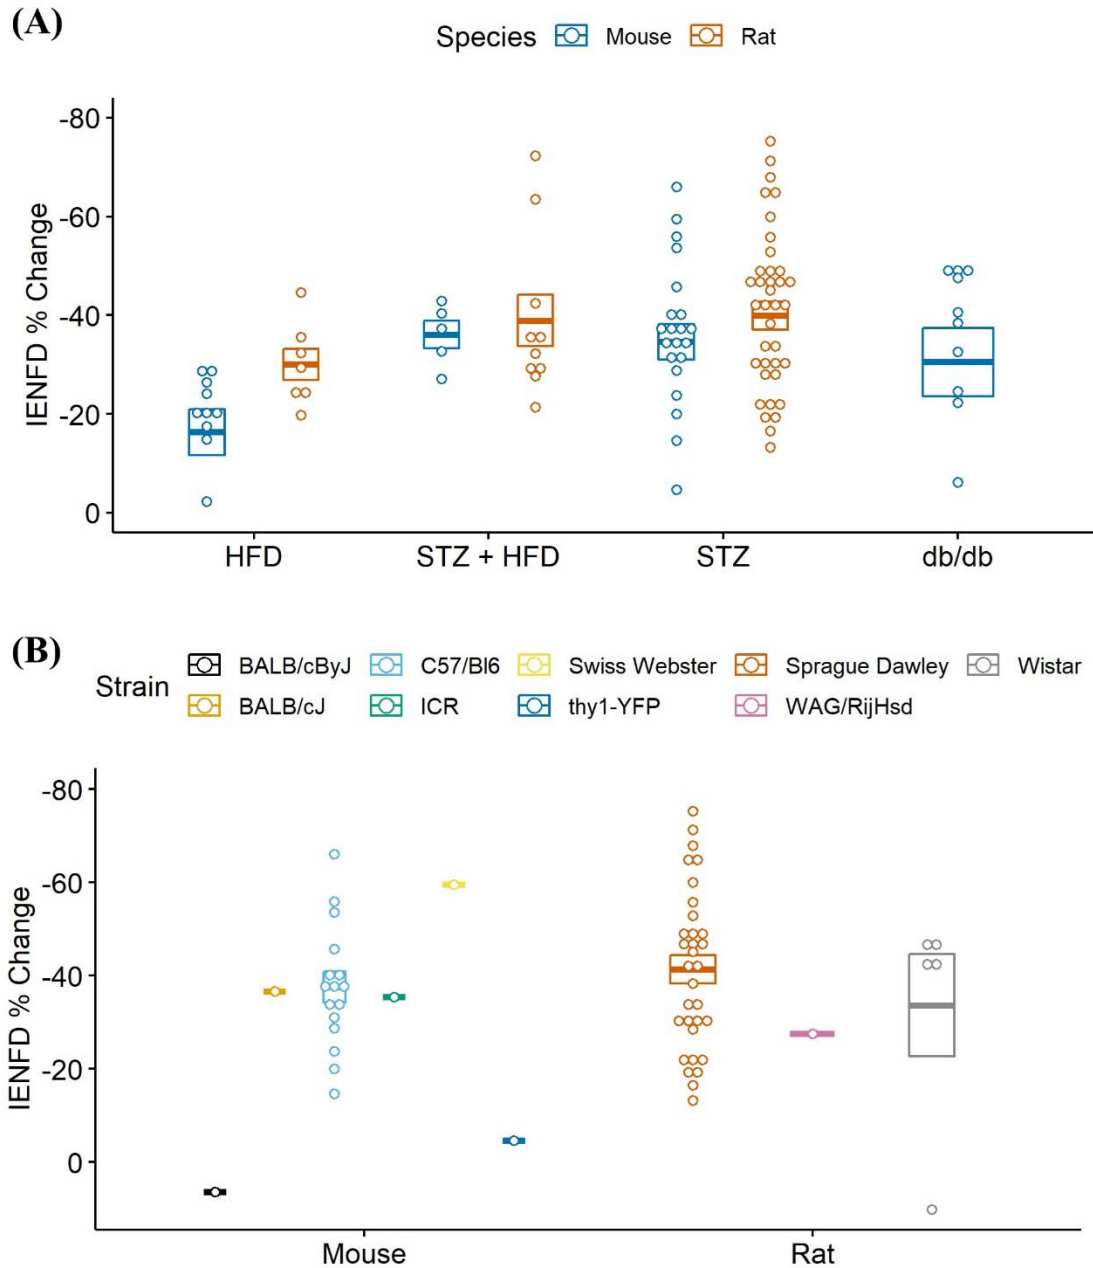 (A)
Species Mouse Rat
-80
-60
-40
-20
0
IENFD % Change
HFD STZ + HFD STZ db/db
(B)
Strain
BALB/cByJ C57/Bl6 Swiss Webster Sprague Dawley Wistar
BALB/cJ ICR thy1-YFP WAG/RijHsd
-80
-60
-40
-20
0
IENFD % Change
Mouse Rat